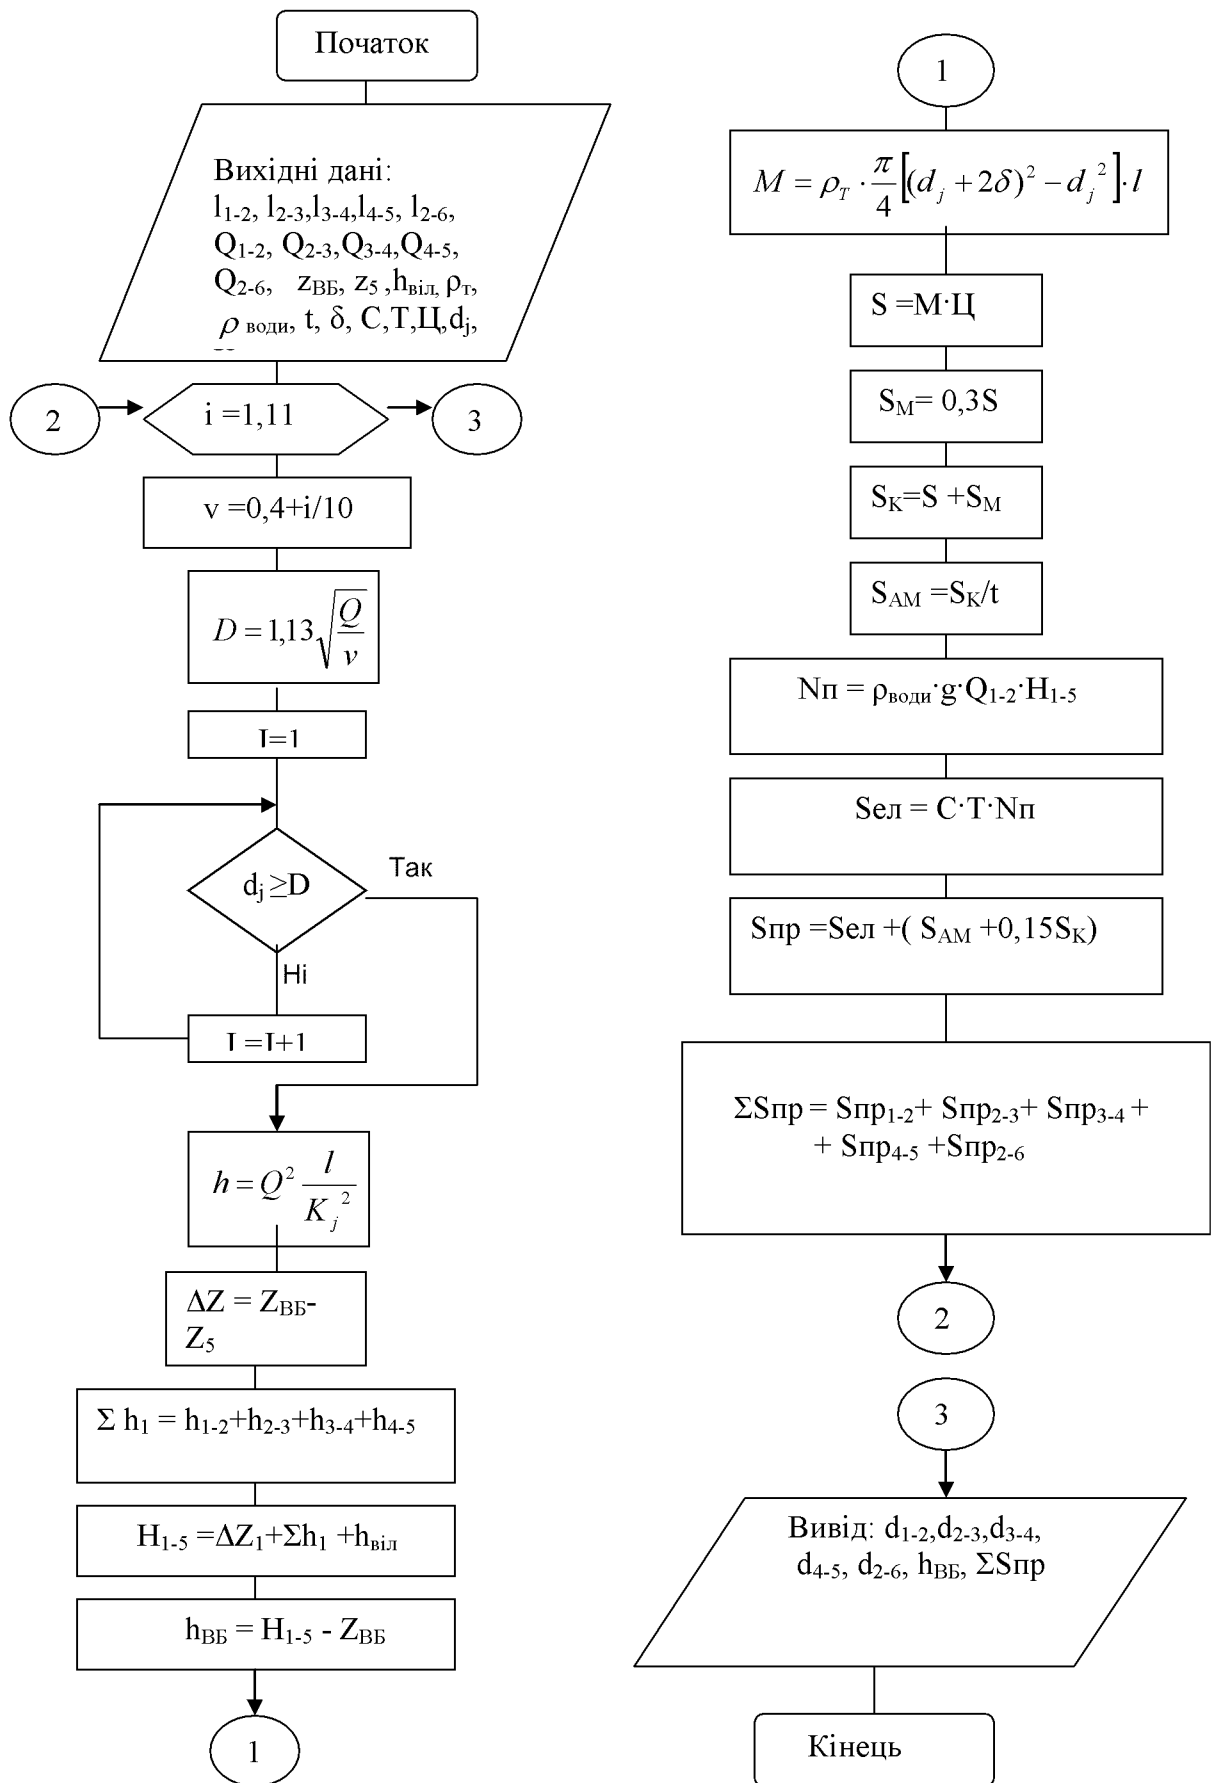 Початок
Вихідні дані:
l1-2, l2-3,l3-4,l4-5, l2-6,
Q1-2, Q2-3,Q3-4,Q4-5,
Q2-6, zВБ, z5 ,hвіл, ρт,
ρ води, t, δ, С,Т,Ц,dj,
2
i =1,11
3
v =0,4+i/10
D = 1,13√(Q/v)
J=1
dj ≥D
Так
Ні
J =J+1
h = Q² l/Kj²
ΔZ = ZВБ-
Z5
Σ h1 = h1-2+h2-3+h3-4+h4-5
H1-5 =ΔZ1+Σh1 +hвіл
hВБ = H1-5 - ZВБ
1
1
M = ρT · π/4 [(dj + 2δ)² − dj²] · l
S =М·Ц
SM= 0,3S
SK=S +SM
SAM =SK/t
Nп = ρводи·g·Q1-2·H1-5
Sел = С·Т·Nп
Sпр =Sел +( SAM +0,15SK)
ΣSпр = Sпр1-2+ Sпр2-3+ Sпр3-4 +
+ Sпр4-5 +Sпр2-6
2
3
Вивід: d1-2,d2-3,d3-4,
d4-5, d2-6, hВБ, ΣSпр
Кінець